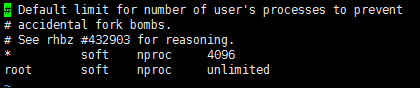 # Default limit for number of user's processes to prevent
# accidental fork bombs.
# See rhbz #432903 for reasoning.
*          soft    nproc     4096
root       soft    nproc     unlimited
~